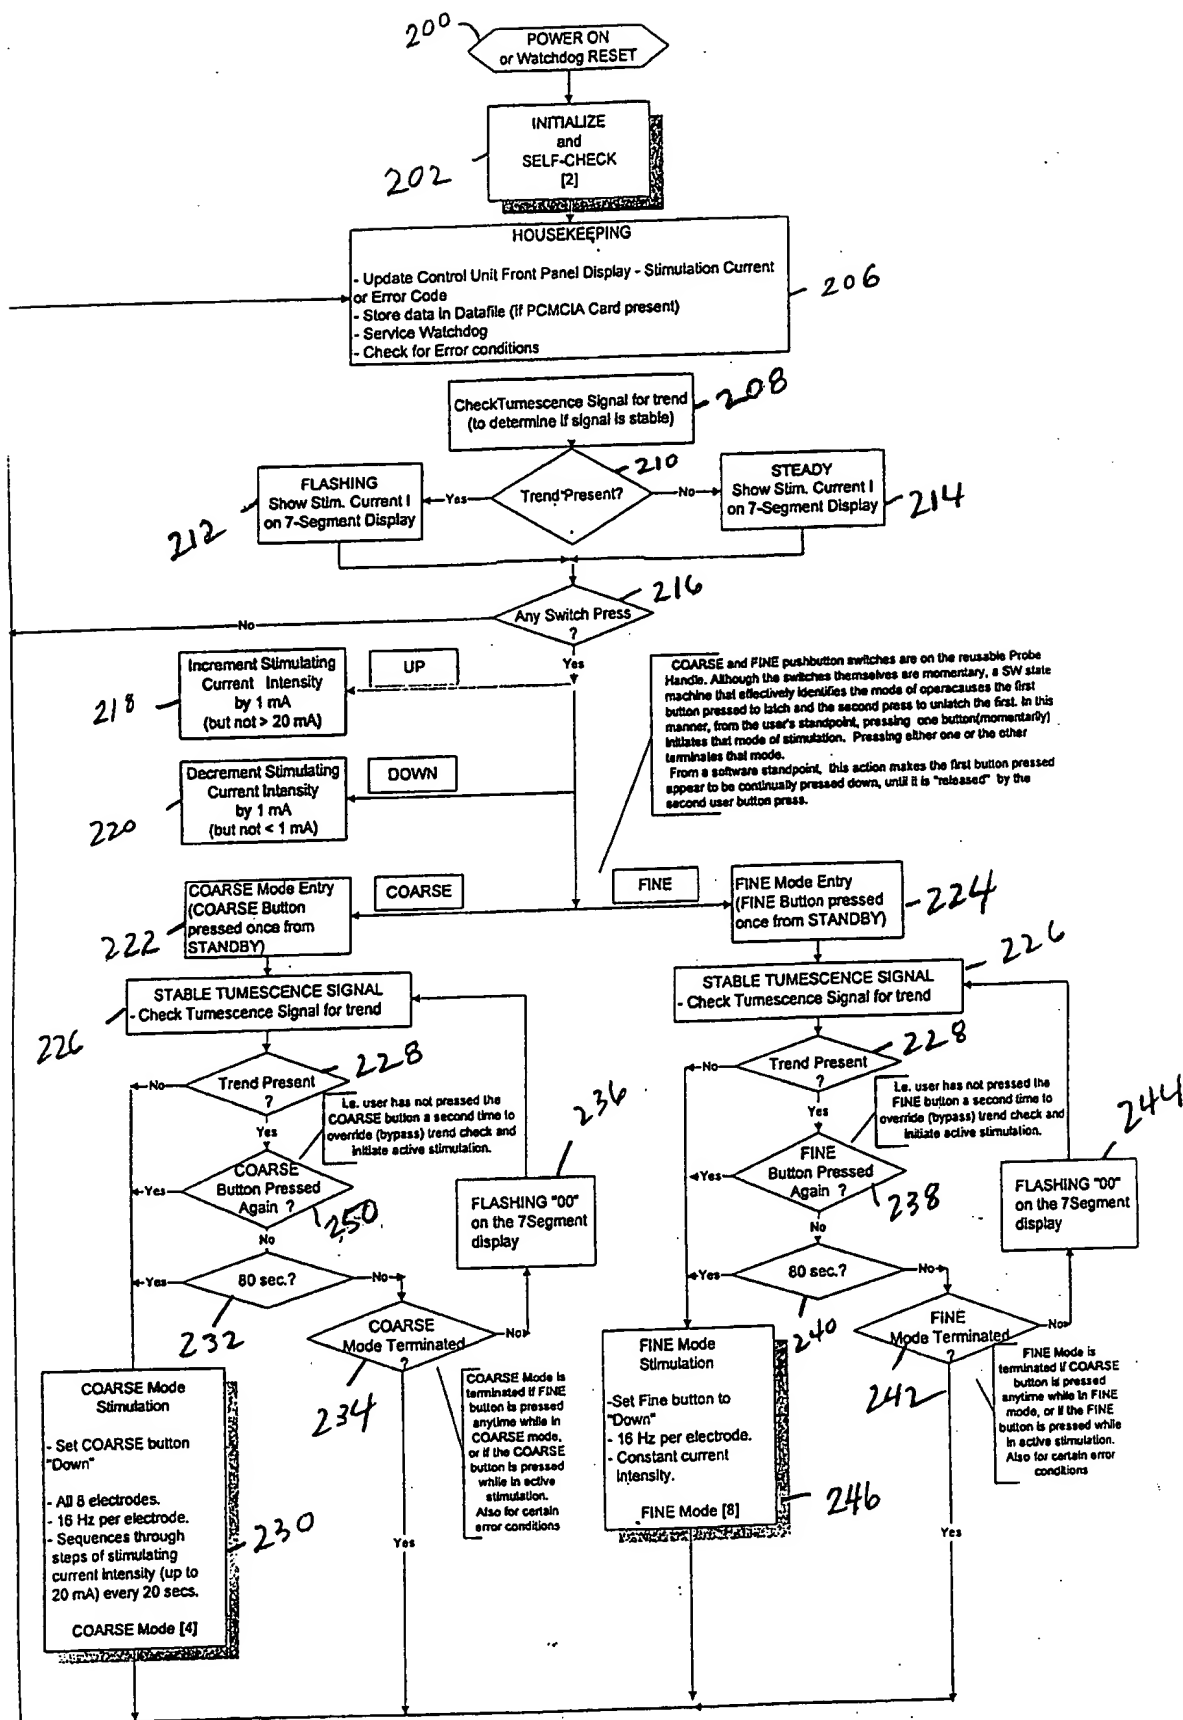 200
POWER ON
or Watchdog RESET
INITIALIZE
and
SELF-CHECK
[2]
202
HOUSEKEEPING
- Update Control Unit Front Panel Display - Stimulation Current
or Error Code
- Store data in Datafile (if PCMCIA Card present)
- Service Watchdog
- Check for Error conditions
206
CheckTumescence Signal for trend
(to determine if signal is stable)
208
Trend Present?
210
Yes
No
FLASHING
Show Stim. Current I
on 7-Segment Display
212
STEADY
Show Stim. Current I
on 7-Segment Display
214
Any Switch Press
?
216
No
Yes
Increment Stimulating
Current Intensity
by 1 mA
(but not > 20 mA)
218
UP
Decrement Stimulating
Current Intensity
by 1 mA
(but not < 1 mA)
220
DOWN
COARSE and FINE pushbutton switches are on the reusable Probe
Handle. Although the switches themselves are momentary, a SW state
machine that effectively identifies the mode of operacauses the first
button pressed to latch and the second press to unlatch the first. In this
manner, from the user's standpoint, pressing one button(momentarily)
initiates that mode of stimulation. Pressing either one or the other
terminates that mode.
From a software standpoint, this action makes the first button pressed
appear to be continually pressed down, until it is "released" by the
second user button press.
COARSE Mode Entry
(COARSE Button
pressed once from
STANDBY)
222
COARSE
FINE
FINE Mode Entry
(FINE Button pressed
once from STANDBY)
224
STABLE TUMESCENCE SIGNAL
- Check Tumescence Signal for trend
226
Trend Present
?
228
No
Yes
i.e. user has not pressed the
COARSE button a second time to
override (bypass) trend check and
initiate active stimulation.
COARSE
Button Pressed
Again ?
250
Yes
No
80 sec.?
232
Yes
No
COARSE
Mode Terminated
?
234
No
Yes
FLASHING "00"
on the 7Segment
display
236
COARSE Mode is
terminated if FINE
button is pressed
anytime while in
COARSE mode,
or if the COARSE
button is pressed
while in active
stimulation.
Also for certain
error conditions
COARSE Mode
Stimulation
- Set COARSE button
"Down"
- All 8 electrodes.
- 16 Hz per electrode.
- Sequences through
steps of stimulating
current intensity (up to
20 mA) every 20 secs.
COARSE Mode [4]
230
STABLE TUMESCENCE SIGNAL
- Check Tumescence Signal for trend
226
Trend Present
?
228
No
Yes
i.e. user has not pressed the
FINE button a second time to
override (bypass) trend check and
initiate active stimulation.
FINE
Button Pressed
Again ?
238
Yes
No
80 sec.?
240
Yes
No
FINE
Mode Terminated
?
242
No
Yes
FLASHING "00"
on the 7Segment
display
244
FINE Mode is
terminated if COARSE
button is pressed
anytime while in FINE
mode, or if the FINE
button is pressed while
in active stimulation.
Also for certain error
conditions
FINE Mode
Stimulation
-Set Fine button to
"Down"
- 16 Hz per electrode.
- Constant current
Intensity.
FINE Mode [8]
246